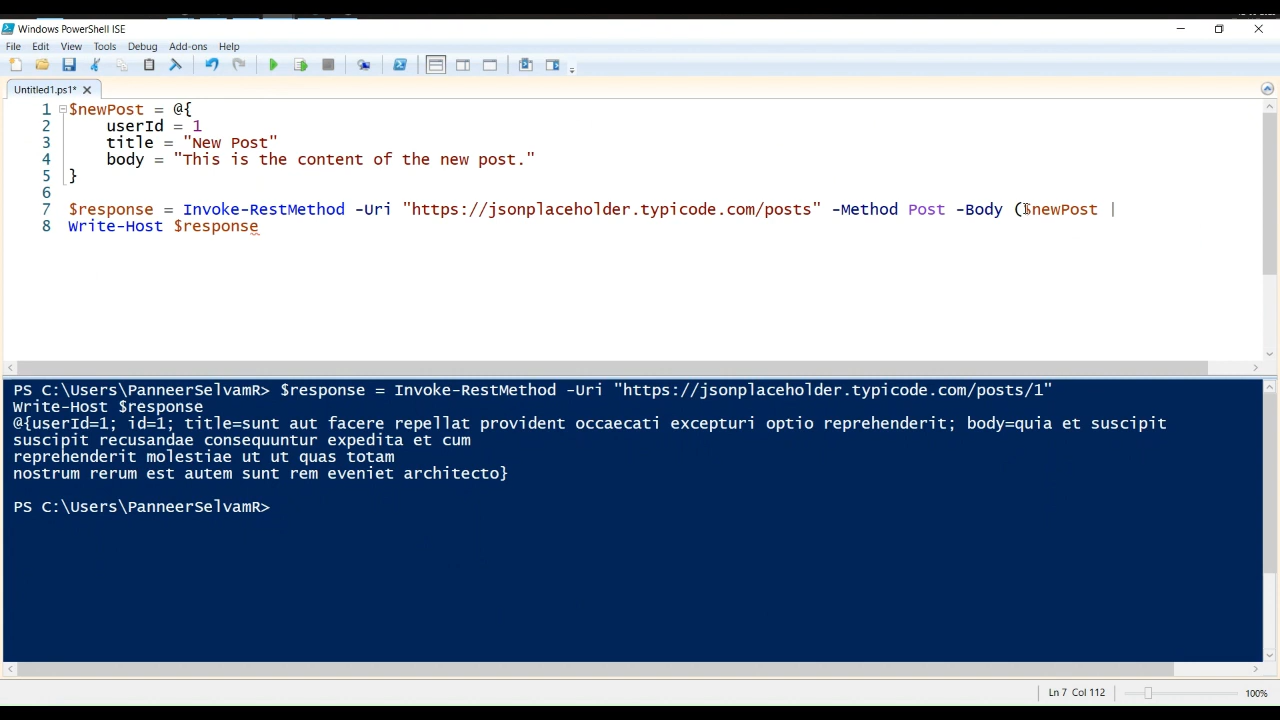 Windows PowerShell ISE
File Edit View Tools Debug Add-ons Help
Untitled1.ps1*
1 $newPost = @{
2 userId = 1
3 title = "New Post"
4 body = "This is the content of the new post."
5 }
6
7 $response = Invoke-RestMethod -Uri "https://jsonplaceholder.typicode.com/posts" -Method Post -Body ($newPost |
8 Write-Host $response
PS C:\Users\PanneerSelvamR> $response = Invoke-RestMethod -Uri "https://jsonplaceholder.typicode.com/posts/1"
Write-Host $response
@{userId=1; id=1; title=sunt aut facere repellat provident occaecati excepturi optio reprehenderit; body=quia et suscipit
suscipit recusandae consequuntur expedita et cum
reprehenderit molestiae ut ut quas totam
nostrum rerum est autem sunt rem eveniet architecto}
PS C:\Users\PanneerSelvamR>
Ln 7 Col 112 100%